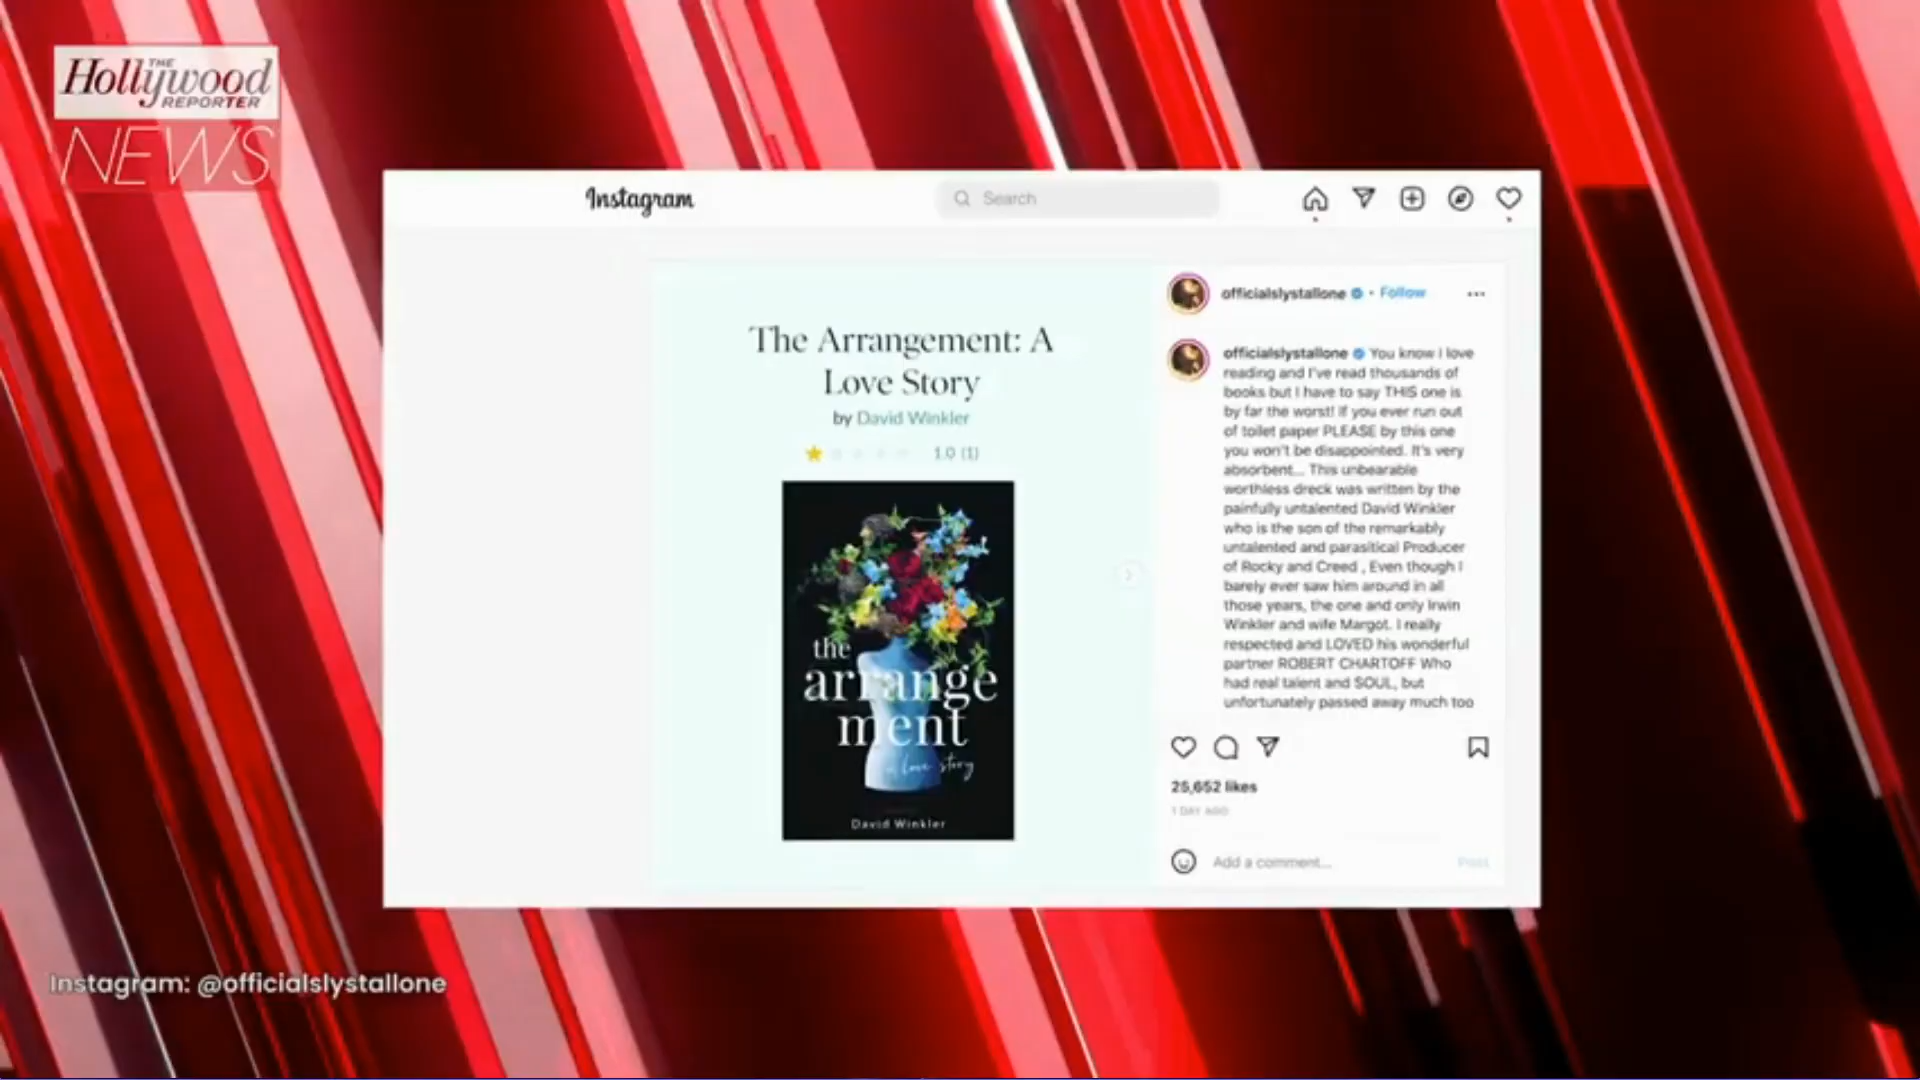 THE
Hollywood
REPORTER
NEWS
Instagram
Search
The Arrangement: A
Love Story
by David Winkler
1.0 (1)
the
arrange
ment
a love story
David Winkler
officialslystallone • Follow
officialslystallone You know I love
reading and I've read thousands of
books but I have to say THIS one is
by far the worst! If you ever run out
of toilet paper PLEASE by this one
you won't be disappointed. It's very
absorbent... This unbearable
worthless dreck was written by the
painfully untalented David Winkler
who is the son of the remarkably
untalented and parasitical Producer
of Rocky and Creed , Even though I
barely ever saw him around in all
those years, the one and only Irwin
Winkler and wife Margot. I really
respected and LOVED his wonderful
partner ROBERT CHARTOFF Who
had real talent and SOUL, but
unfortunately passed away much too
25,652 likes
1 DAY AGO
Add a comment...
Post
Instagram: @officialslystallone